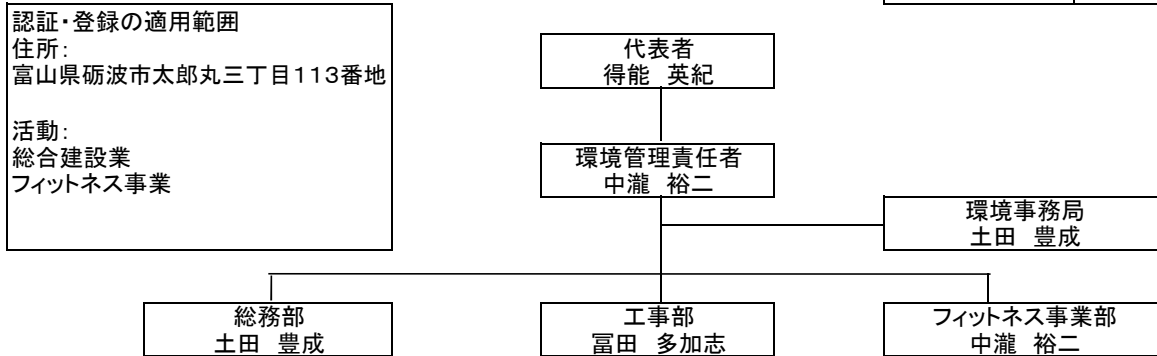 認証・登録の適用範囲
住所:
富山県砺波市太郎丸三丁目113番地
活動:
総合建設業
フィットネス事業
代表者
得能 英紀
環境管理責任者
中瀧 裕二
環境事務局
土田 豊成
総務部
土田 豊成
工事部
冨田 多加志
フィットネス事業部
中瀧 裕二